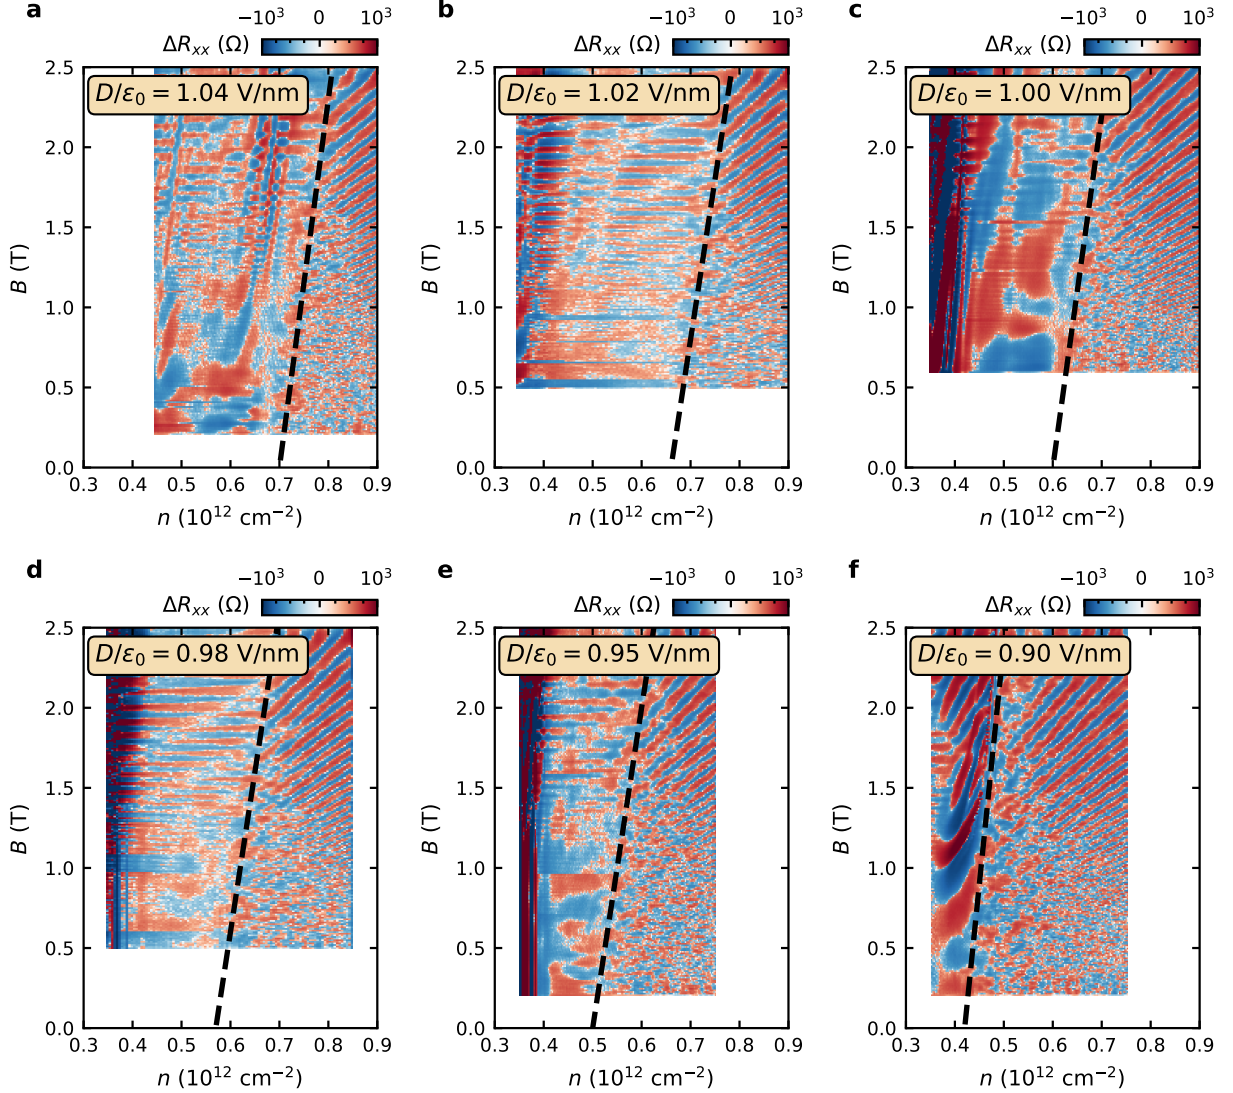 a
−10³ 0 10³
ΔRxx (Ω)
D/ε₀ = 1.04 V/nm
2.5
2.0
1.5
1.0
0.5
0.0
B (T)
0.3 0.4 0.5 0.6 0.7 0.8 0.9
n (10¹² cm⁻²)
b
−10³ 0 10³
ΔRxx (Ω)
D/ε₀ = 1.02 V/nm
2.5
2.0
1.5
1.0
0.5
0.0
B (T)
0.3 0.4 0.5 0.6 0.7 0.8 0.9
n (10¹² cm⁻²)
c
−10³ 0 10³
ΔRxx (Ω)
D/ε₀ = 1.00 V/nm
2.5
2.0
1.5
1.0
0.5
0.0
B (T)
0.3 0.4 0.5 0.6 0.7 0.8 0.9
n (10¹² cm⁻²)
d
−10³ 0 10³
ΔRxx (Ω)
D/ε₀ = 0.98 V/nm
2.5
2.0
1.5
1.0
0.5
0.0
B (T)
0.3 0.4 0.5 0.6 0.7 0.8 0.9
n (10¹² cm⁻²)
e
−10³ 0 10³
ΔRxx (Ω)
D/ε₀ = 0.95 V/nm
2.5
2.0
1.5
1.0
0.5
0.0
B (T)
0.3 0.4 0.5 0.6 0.7 0.8 0.9
n (10¹² cm⁻²)
f
−10³ 0 10³
ΔRxx (Ω)
D/ε₀ = 0.90 V/nm
2.5
2.0
1.5
1.0
0.5
0.0
B (T)
0.3 0.4 0.5 0.6 0.7 0.8 0.9
n (10¹² cm⁻²)